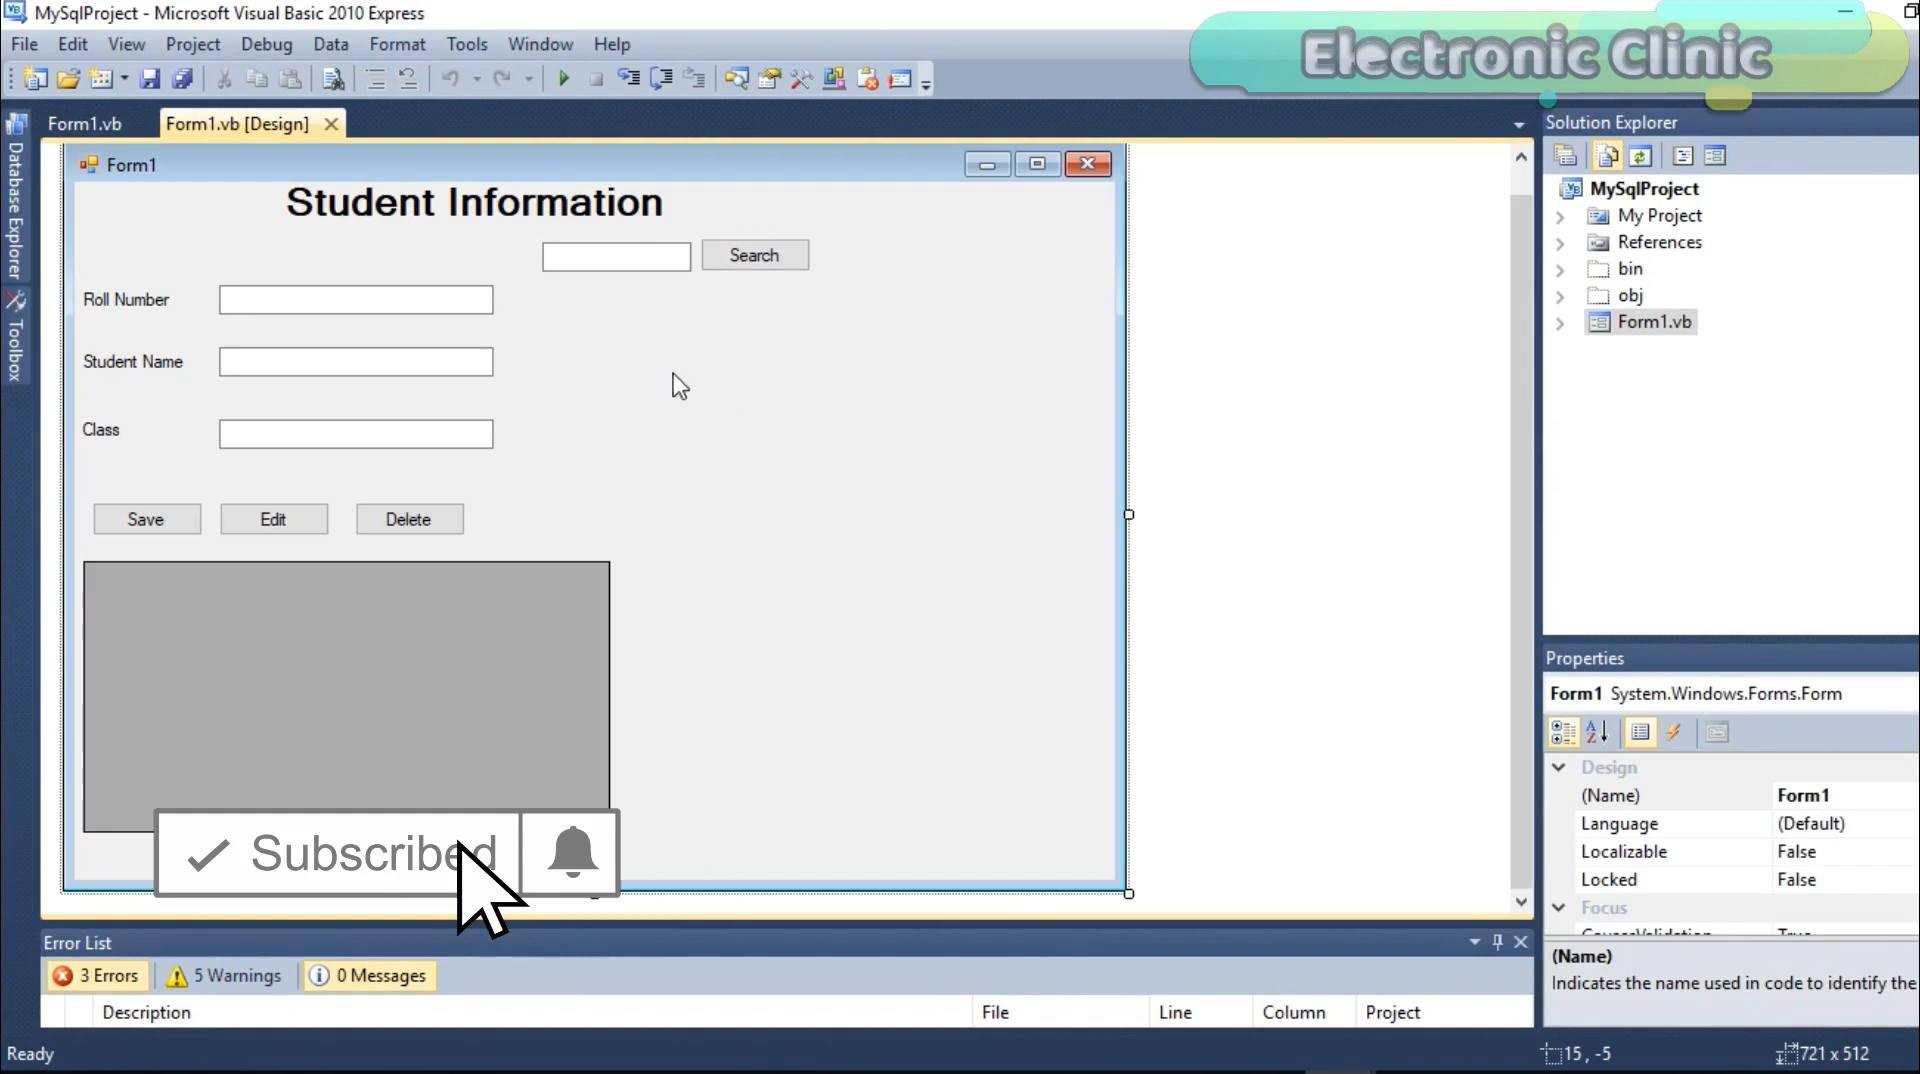 MySqlProject - Microsoft Visual Basic 2010 Express
File Edit View Project Debug Data Format Tools Window Help
Electronic Clinic
Form1.vb Form1.vb [Design]
Database Explorer
Toolbox
Form1
Student Information
Search
Roll Number
Student Name
Class
Save Edit Delete
Subscribed
Solution Explorer
MySqlProject
My Project
References
bin
obj
Form1.vb
Properties
Form1 System.Windows.Forms.Form
Design
(Name) Form1
Language (Default)
Localizable False
Locked False
Focus
CausesValidation True
(Name)
Indicates the name used in code to identify the
Error List
3 Errors 5 Warnings 0 Messages
Description File Line Column Project
Ready 15 , -5 721 x 512